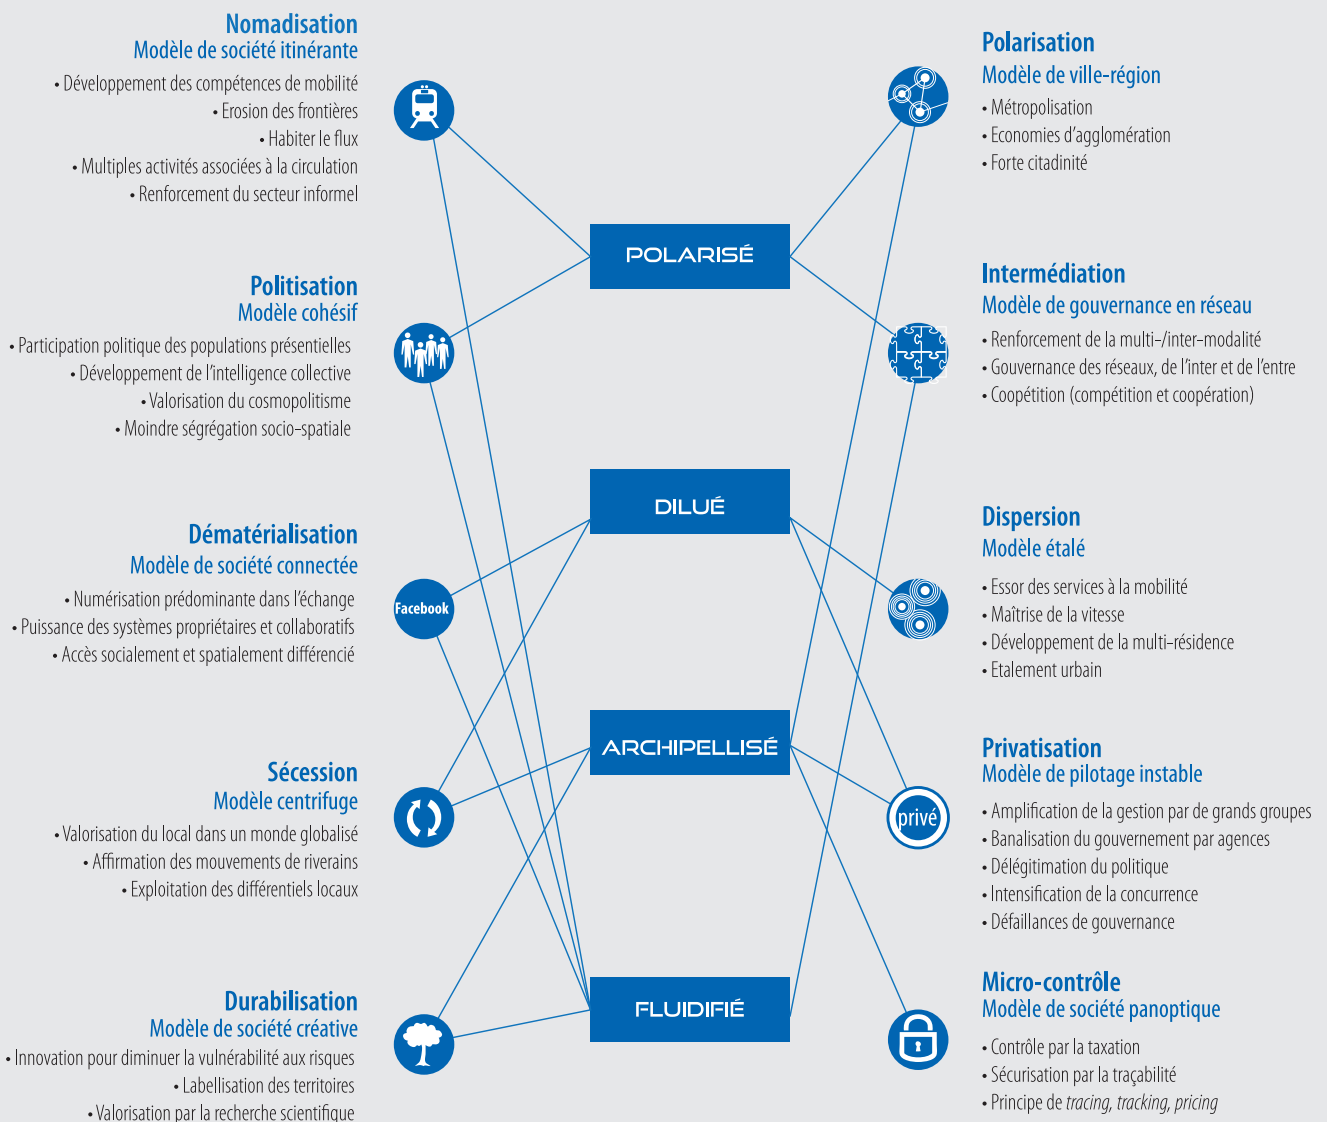 Nomadisation
Modèle de société itinérante
• Développement des compétences de mobilité
• Erosion des frontières
• Habiter le flux
• Multiples activités associées à la circulation
• Renforcement du secteur informel
Politisation
Modèle cohésif
• Participation politique des populations présentielles
• Développement de l'intelligence collective
• Valorisation du cosmopolitisme
• Moindre ségrégation socio-spatiale
Dématérialisation
Modèle de société connectée
• Numérisation prédominante dans l'échange
• Puissance des systèmes propriétaires et collaboratifs
• Accès socialement et spatialement différencié
Facebook
Sécession
Modèle centrifuge
• Valorisation du local dans un monde globalisé
• Affirmation des mouvements de riverains
• Exploitation des différentiels locaux
Durabilisation
Modèle de société créative
• Innovation pour diminuer la vulnérabilité aux risques
• Labellisation des territoires
• Valorisation par la recherche scientifique
POLARISÉ
DILUÉ
ARCHIPELLISÉ
FLUIDIFIÉ
Polarisation
Modèle de ville-région
• Métropolisation
• Economies d'agglomération
• Forte citadinité
Intermédiation
Modèle de gouvernance en réseau
• Renforcement de la multi-/inter-modalité
• Gouvernance des réseaux, de l'inter et de l'entre
• Coopétition (compétition et coopération)
Dispersion
Modèle étalé
• Essor des services à la mobilité
• Maîtrise de la vitesse
• Développement de la multi-résidence
• Etalement urbain
Privatisation
Modèle de pilotage instable
privé
• Amplification de la gestion par de grands groupes
• Banalisation du gouvernement par agences
• Délégitimation du politique
• Intensification de la concurrence
• Défaillances de gouvernance
Micro-contrôle
Modèle de société panoptique
• Contrôle par la taxation
• Sécurisation par la traçabilité
• Principe de tracing, tracking, pricing